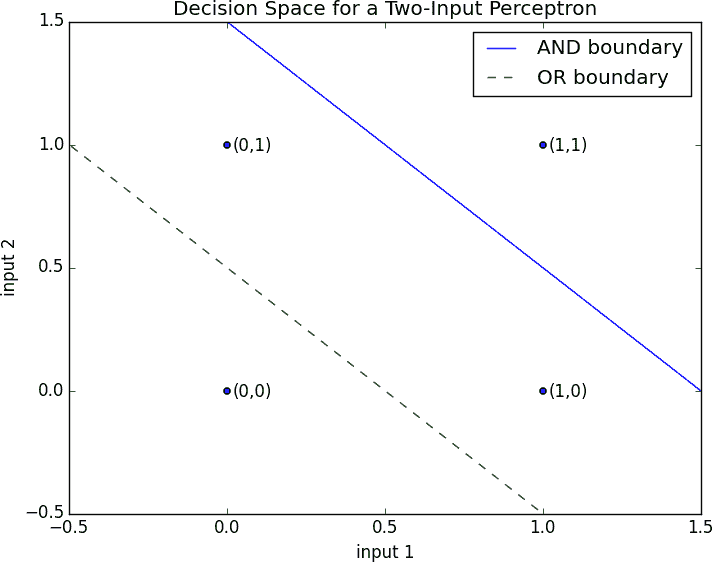 Decision Space for a Two-Input Perceptron
1.5
AND boundary
OR boundary
1.0
(0,1)
(1,1)
input 2
0.5
0.0
(0,0)
(1,0)
−0.5
−0.5
0.0
0.5
1.0
1.5
input 1